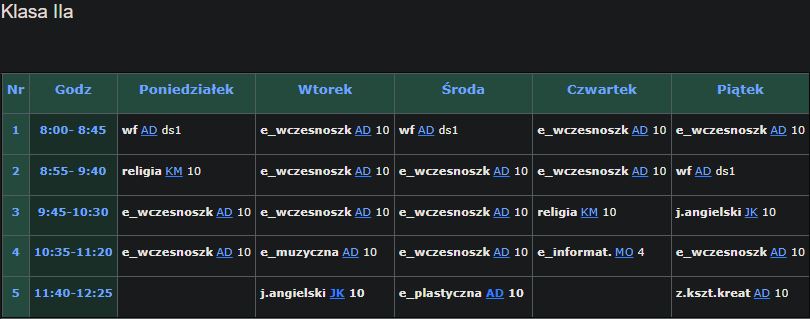 Klasa IIa
Nr Godz Poniedziałek Wtorek Środa Czwartek Piątek
1 8:00- 8:45 wf AD ds1 e_wczesnoszk AD 10 wf AD ds1 e_wczesnoszk AD 10 e_wczesnoszk AD 10
2 8:55- 9:40 religia KM 10 e_wczesnoszk AD 10 e_wczesnoszk AD 10 e_wczesnoszk AD 10 wf AD ds1
3 9:45-10:30 e_wczesnoszk AD 10 e_wczesnoszk AD 10 e_wczesnoszk AD 10 religia KM 10 j.angielski JK 10
4 10:35-11:20 e_wczesnoszk AD 10 e_muzyczna AD 10 e_wczesnoszk AD 10 e_informat. MO 4 e_wczesnoszk AD 10
5 11:40-12:25 j.angielski JK 10 e_plastyczna AD 10 z.kszt.kreat AD 10